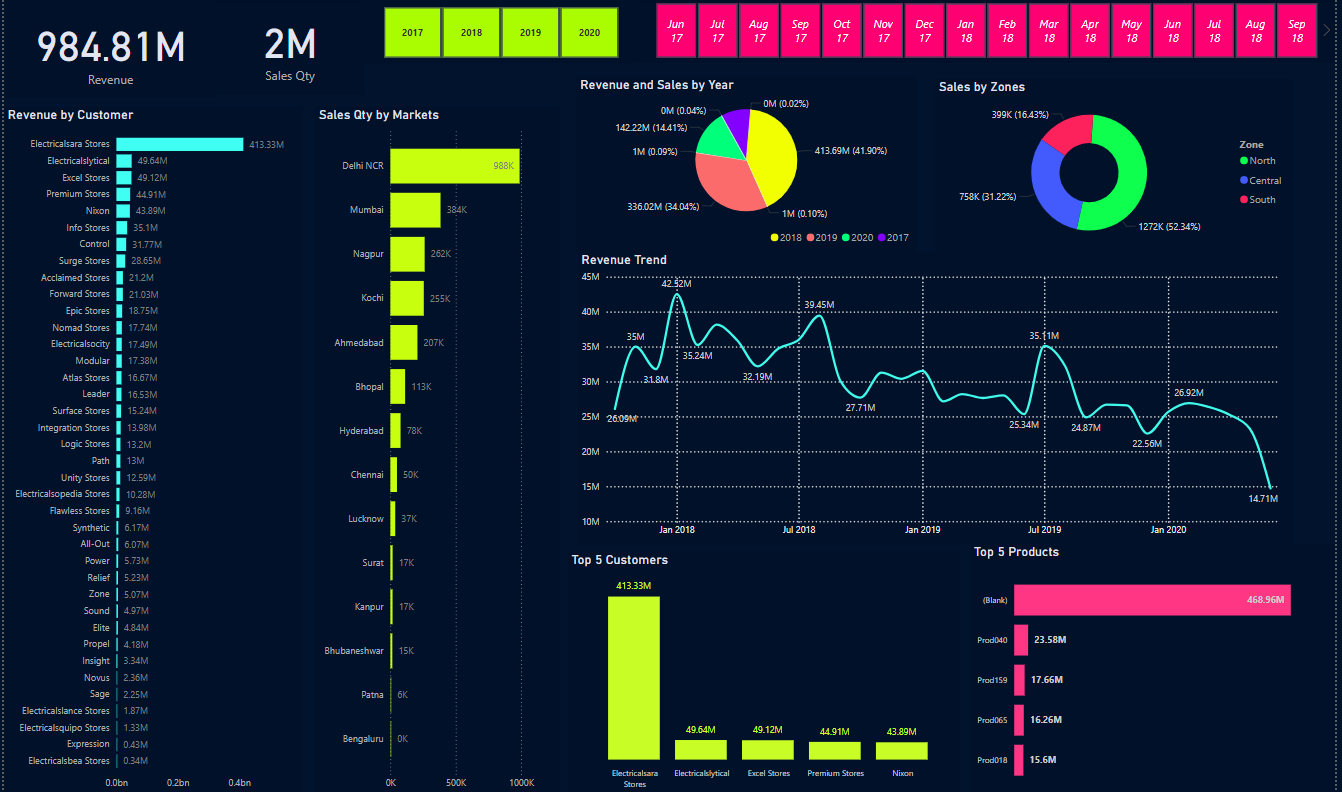 984.81M
Revenue
2M
Sales Qty
2017
2018
2019
2020
Jun
17
Jul
17
Aug
17
Sep
17
Oct
17
Nov
17
Dec
17
Jan
18
Feb
18
Mar
18
Apr
18
May
18
Jun
18
Jul
18
Aug
18
Sep
18
Revenue by Customer
Electricalsara Stores 413.33M
Electricalslytical 49.64M
Excel Stores 49.12M
Premium Stores 44.91M
Nixon 43.89M
Info Stores 35.1M
Control 31.77M
Surge Stores 28.65M
Acclaimed Stores 21.2M
Forward Stores 21.03M
Epic Stores 18.75M
Nomad Stores 17.74M
Electricalsocity 17.49M
Modular 17.38M
Atlas Stores 16.67M
Leader 16.53M
Surface Stores 15.24M
Integration Stores 13.98M
Logic Stores 13.2M
Path 13M
Unity Stores 12.59M
Electricalsopedia Stores 10.28M
Flawless Stores 9.16M
Synthetic 6.17M
All-Out 6.07M
Power 5.73M
Relief 5.23M
Zone 5.07M
Sound 4.97M
Elite 4.84M
Propel 4.18M
Insight 3.34M
Novus 2.36M
Sage 2.25M
Electricalslance Stores 1.87M
Electricalsquipo Stores 1.33M
Expression 0.43M
Electricalsbea Stores 0.34M
0.0bn 0.2bn 0.4bn
Sales Qty by Markets
Delhi NCR 988K
Mumbai 384K
Nagpur 262K
Kochi 255K
Ahmedabad 207K
Bhopal 113K
Hyderabad 78K
Chennai 50K
Lucknow 37K
Surat 17K
Kanpur 17K
Bhubaneshwar 15K
Patna 6K
Bengaluru 0K
0K 500K 1000K
Revenue and Sales by Year
0M (0.02%)
0M (0.04%)
142.22M (14.41%)
1M (0.09%)
413.69M (41.90%)
336.02M (34.04%)
1M (0.10%)
2018 2019 2020 2017
Sales by Zones
399K (16.43%)
758K (31.22%)
1272K (52.34%)
Zone
North
Central
South
Revenue Trend
45M
40M
35M
30M
25M
20M
15M
10M
26.09M
35M
31.8M
42.52M
35.24M
32.19M
39.45M
27.71M
25.34M
35.11M
24.87M
22.56M
26.92M
14.71M
Jan 2018 Jul 2018 Jan 2019 Jul 2019 Jan 2020
Top 5 Customers
413.33M
49.64M
49.12M
44.91M
43.89M
Electricalsara
Stores
Electricalslytical
Excel Stores
Premium Stores
Nixon
Top 5 Products
(Blank) 468.96M
Prod040 23.58M
Prod159 17.66M
Prod065 16.26M
Prod018 15.6M